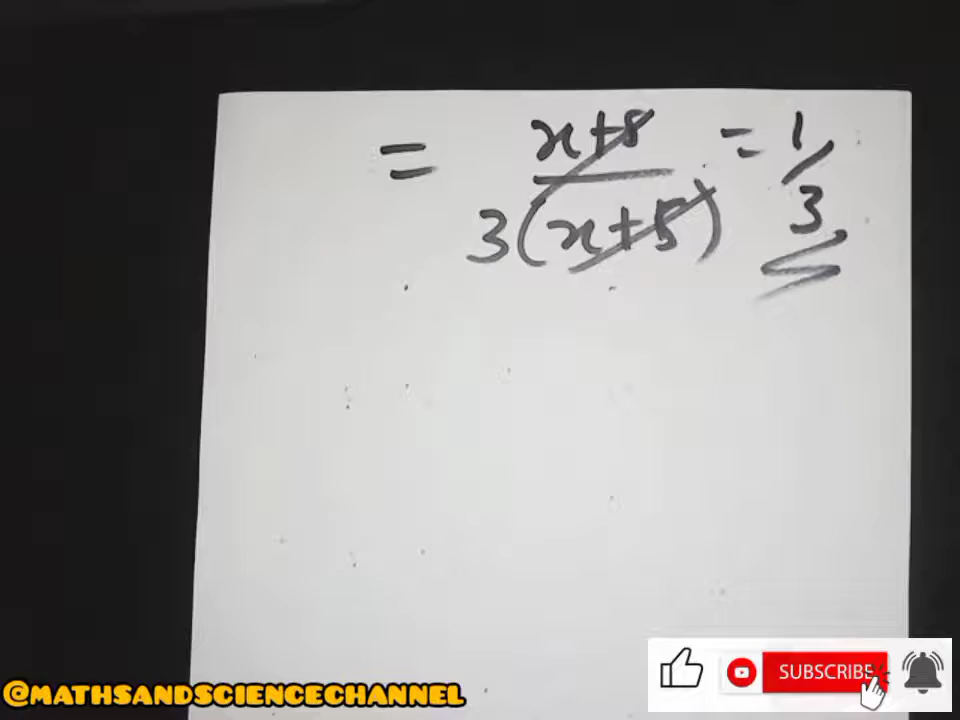 = x+8 / 3(x+5) = 1/3
@MATHSANDSCIENCECHANNEL
SUBSCRIBE